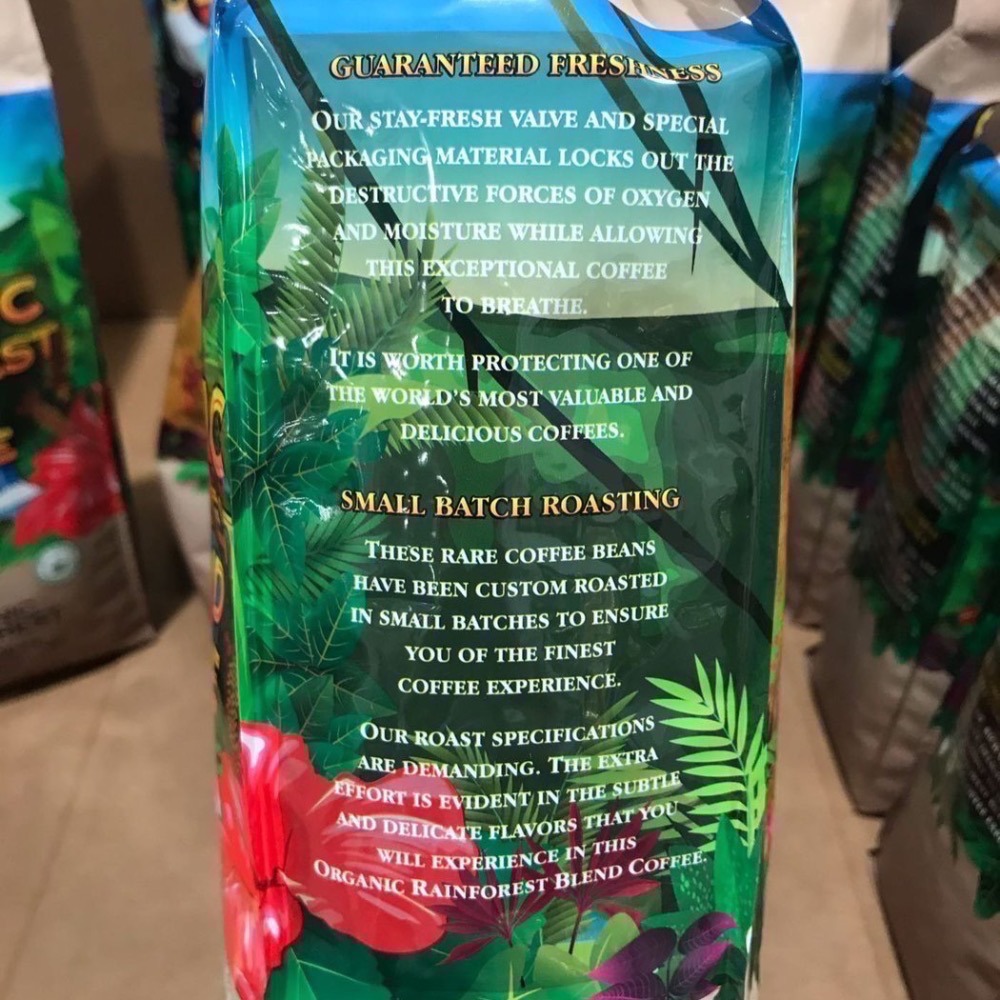 GUARANTEED FRESHNESS
OUR STAY-FRESH VALVE AND SPECIAL
PACKAGING MATERIAL LOCKS OUT THE
DESTRUCTIVE FORCES OF OXYGEN
AND MOISTURE WHILE ALLOWING
THIS EXCEPTIONAL COFFEE
TO BREATHE.
IT IS WORTH PROTECTING ONE OF
THE WORLD'S MOST VALUABLE AND
DELICIOUS COFFEES.
SMALL BATCH ROASTING
THESE RARE COFFEE BEANS
HAVE BEEN CUSTOM ROASTED
IN SMALL BATCHES TO ENSURE
YOU OF THE FINEST
COFFEE EXPERIENCE.
OUR ROAST SPECIFICATIONS
ARE DEMANDING. THE EXTRA
EFFORT IS EVIDENT IN THE SUBTLE
AND DELICATE FLAVORS THAT YOU
WILL EXPERIENCE IN THIS
ORGANIC RAINFOREST BLEND COFFEE.